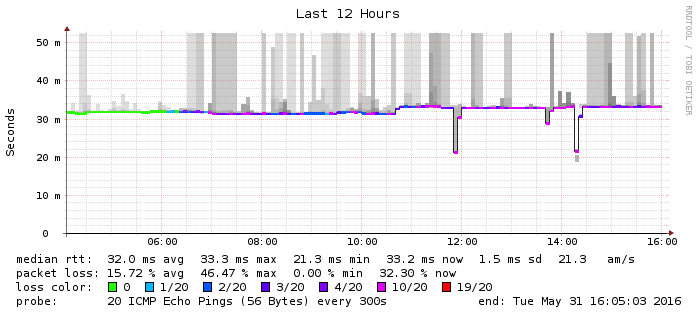 Last 12 Hours
RRDTOOL / TOBI OETIKER
Seconds
50 m
40 m
30 m
20 m
10 m
0
06:00 08:00 10:00 12:00 14:00 16:00
median rtt: 32.0 ms avg 33.3 ms max 21.3 ms min 33.2 ms now 1.5 ms sd 21.3 am/s
packet loss: 15.72 % avg 46.47 % max 0.00 % min 32.30 % now
loss color: 0 1/20 2/20 3/20 4/20 10/20 19/20
probe: 20 ICMP Echo Pings (56 Bytes) every 300s end: Tue May 31 16:05:03 2016